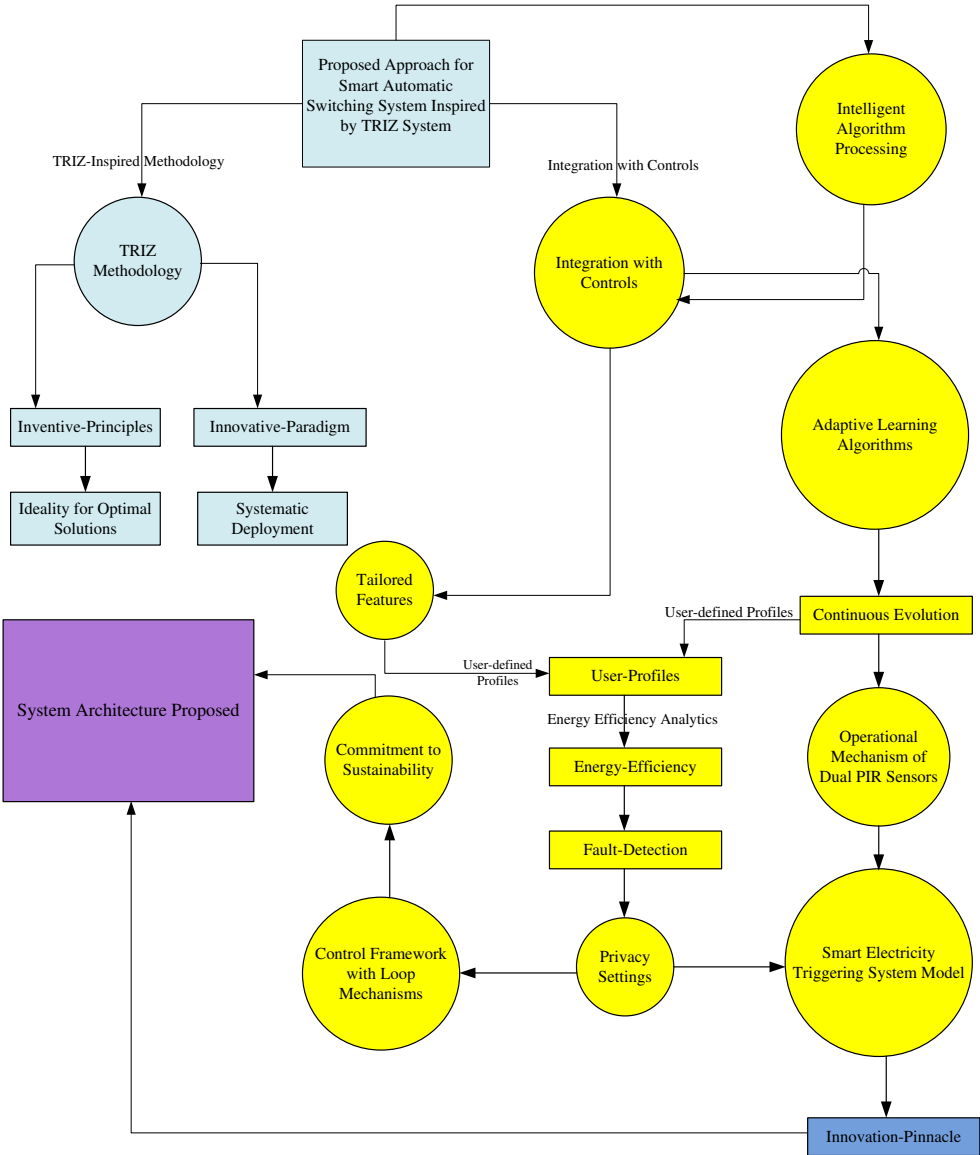 Proposed Approach for
Smart Automatic
Switching System Inspired
by TRIZ System
Intelligent
Algorithm
Processing
TRIZ-Inspired Methodology
Integration with Controls
TRIZ
Methodology
Integration with
Controls
Inventive-Principles
Innovative-Paradigm
Adaptive Learning
Algorithms
Ideality for Optimal
Solutions
Systematic
Deployment
Tailored
Features
User-defined Profiles
Continuous Evolution
User-defined
Profiles
User-Profiles
System Architecture Proposed
Energy Efficiency Analytics
Commitment to
Sustainability
Energy-Efficiency
Operational
Mechanism of
Dual PIR Sensors
Fault-Detection
Control Framework
with Loop
Mechanisms
Privacy
Settings
Smart Electricity
Triggering System Model
Innovation-Pinnacle